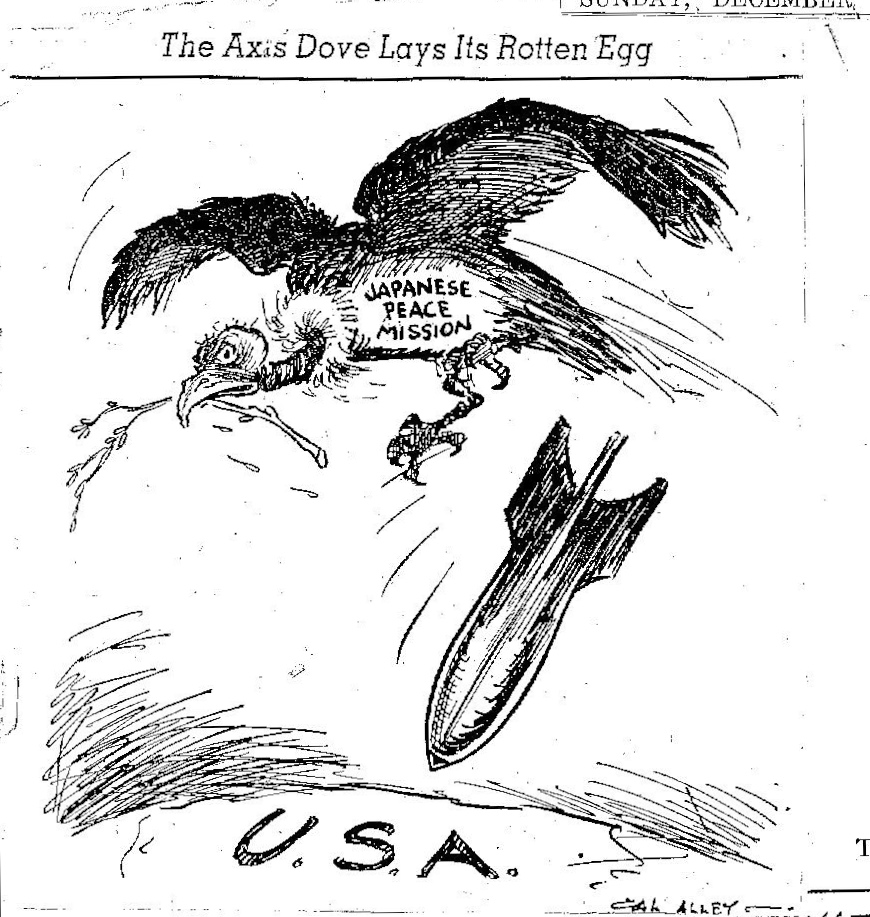 SUNDAY, DECEMBER
The Axis Dove Lays Its Rotten Egg
JAPANESE
PEACE
MISSION
U.S.A.
CAL ALLEY
T